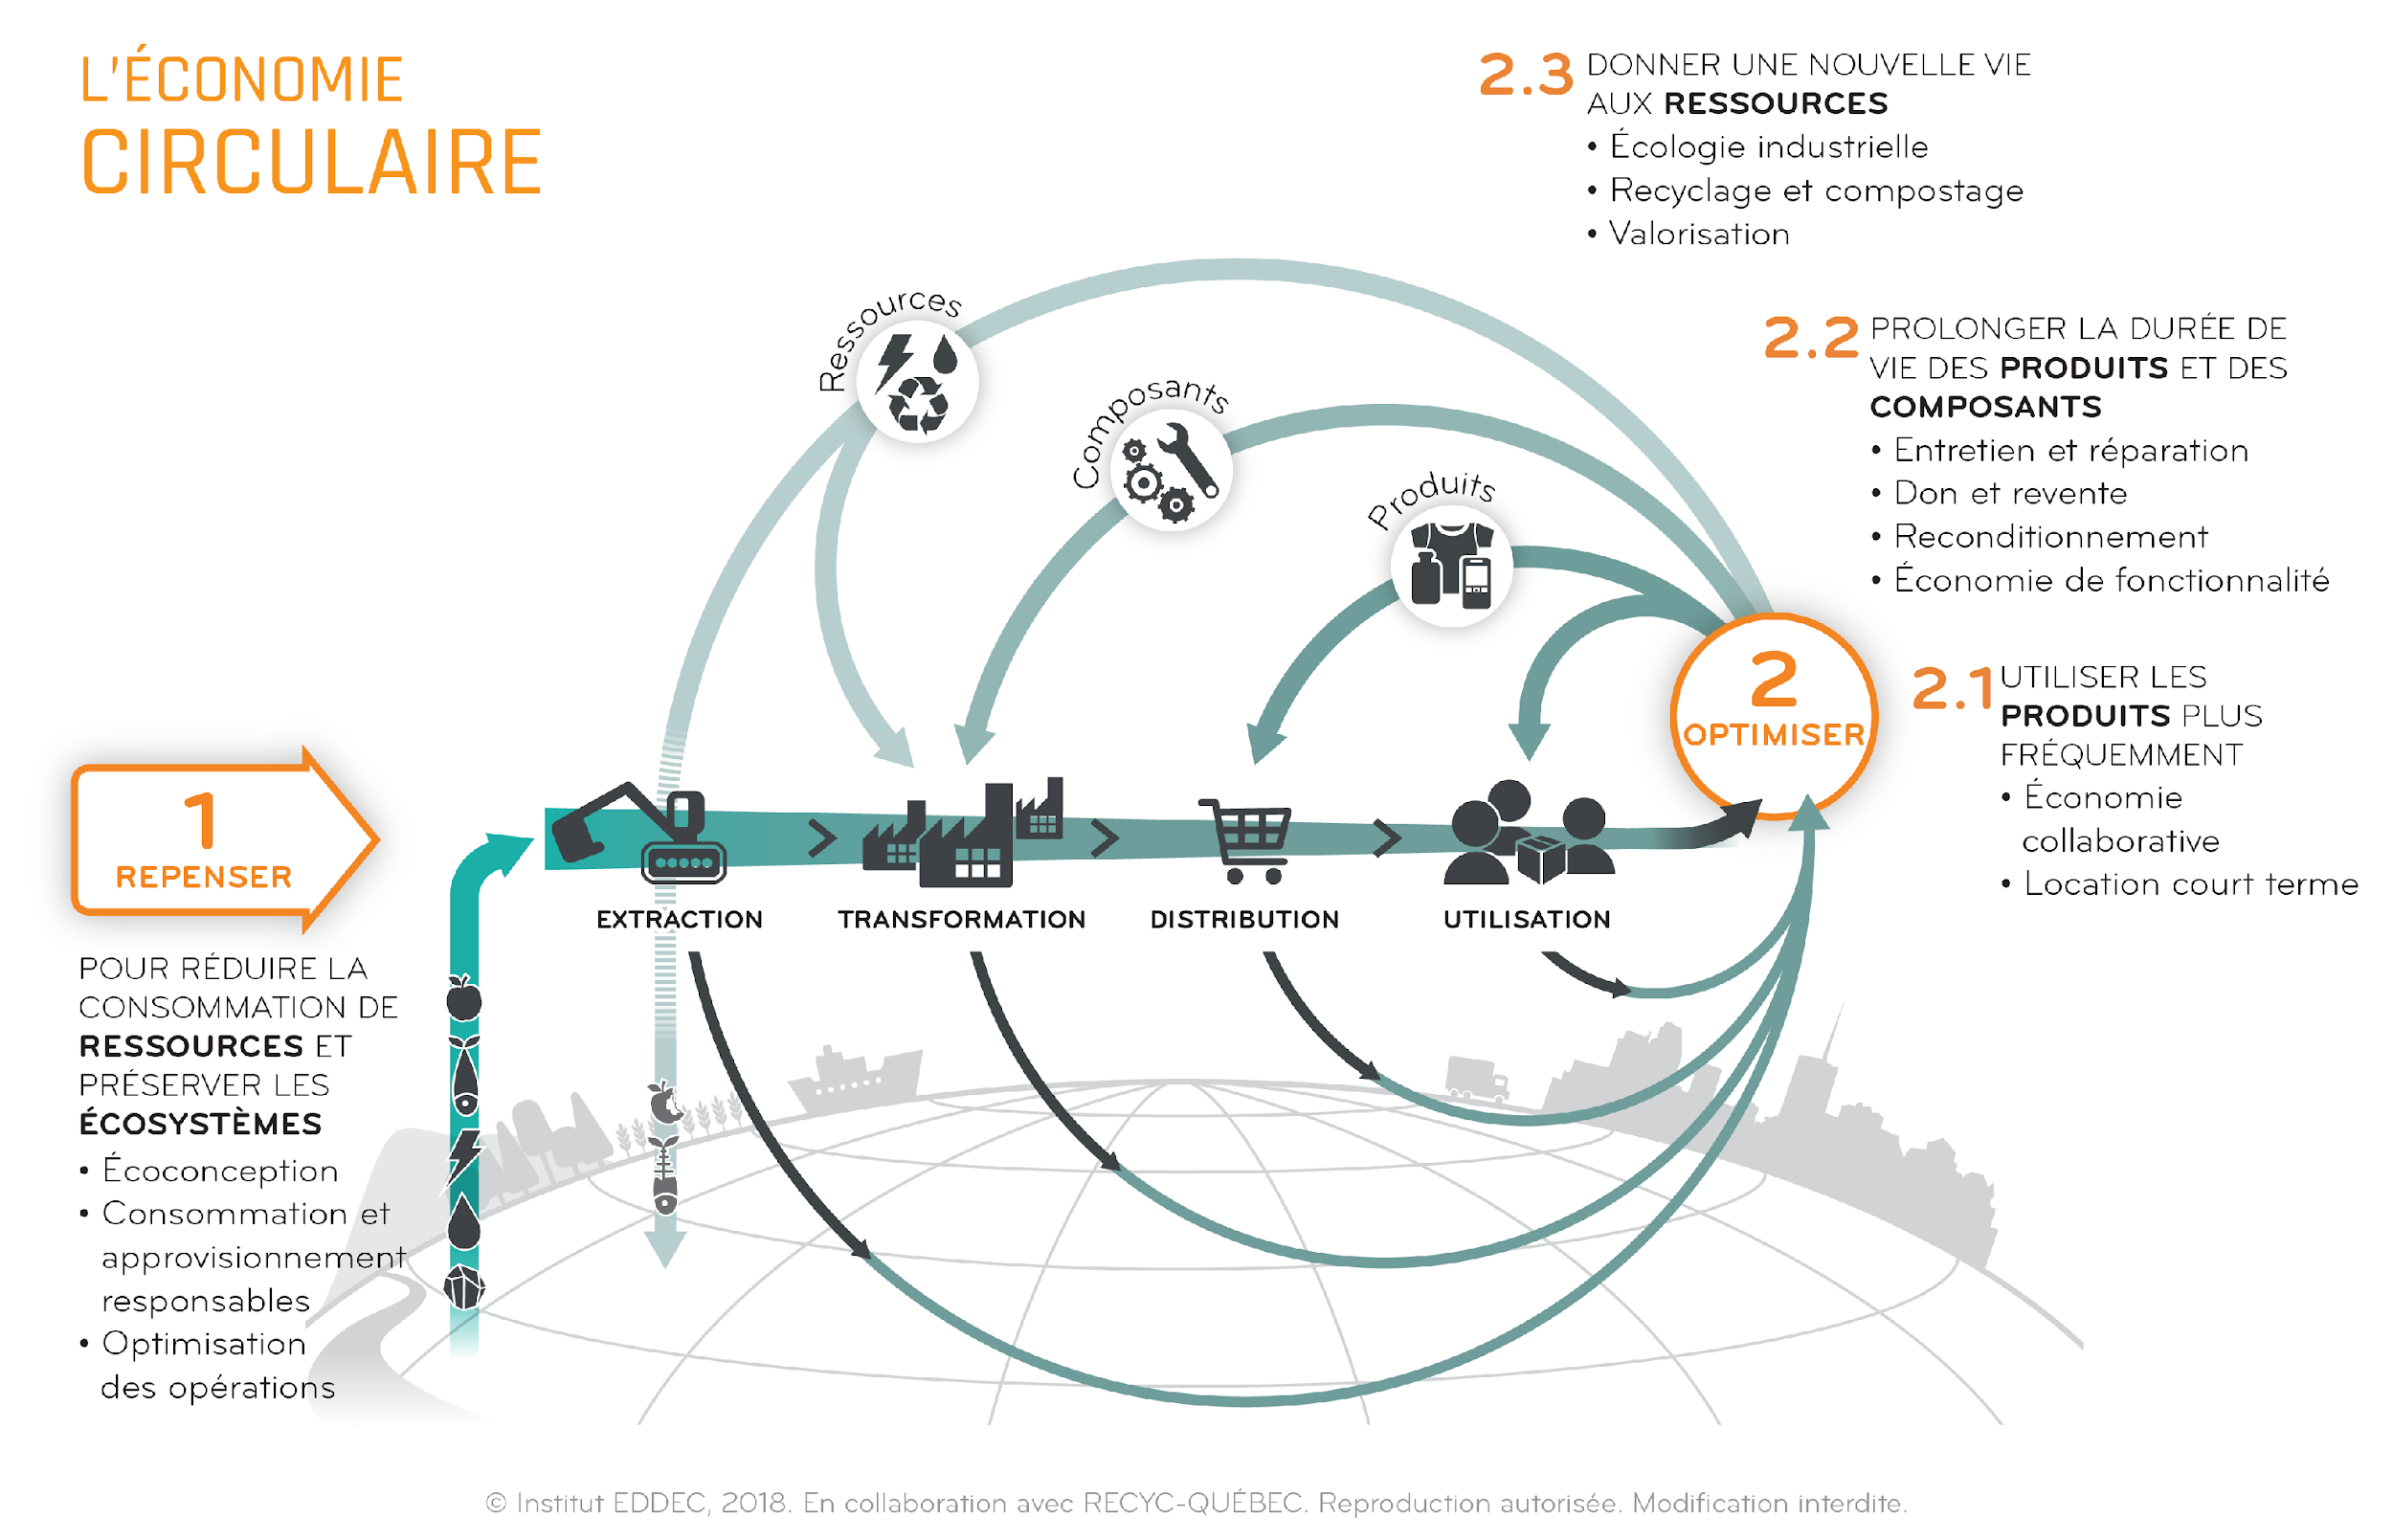 L'ÉCONOMIE
CIRCULAIRE
2.3 DONNER UNE NOUVELLE VIE
AUX RESSOURCES
• Écologie industrielle
• Recyclage et compostage
• Valorisation
2.2 PROLONGER LA DURÉE DE
VIE DES PRODUITS ET DES
COMPOSANTS
• Entretien et réparation
• Don et revente
• Reconditionnement
• Économie de fonctionnalité
2.1 UTILISER LES
PRODUITS PLUS
FRÉQUEMMENT
• Économie
collaborative
• Location court terme
Ressources
Composants
Produits
2
OPTIMISER
1
REPENSER
POUR RÉDUIRE LA
CONSOMMATION DE
RESSOURCES ET
PRÉSERVER LES
ÉCOSYSTÈMES
• Écoconception
• Consommation et
approvisionnement
responsables
• Optimisation
des opérations
EXTRACTION
TRANSFORMATION
DISTRIBUTION
UTILISATION
© Institut EDDEC, 2018. En collaboration avec RECYC-QUÉBEC. Reproduction autorisée. Modification interdite.